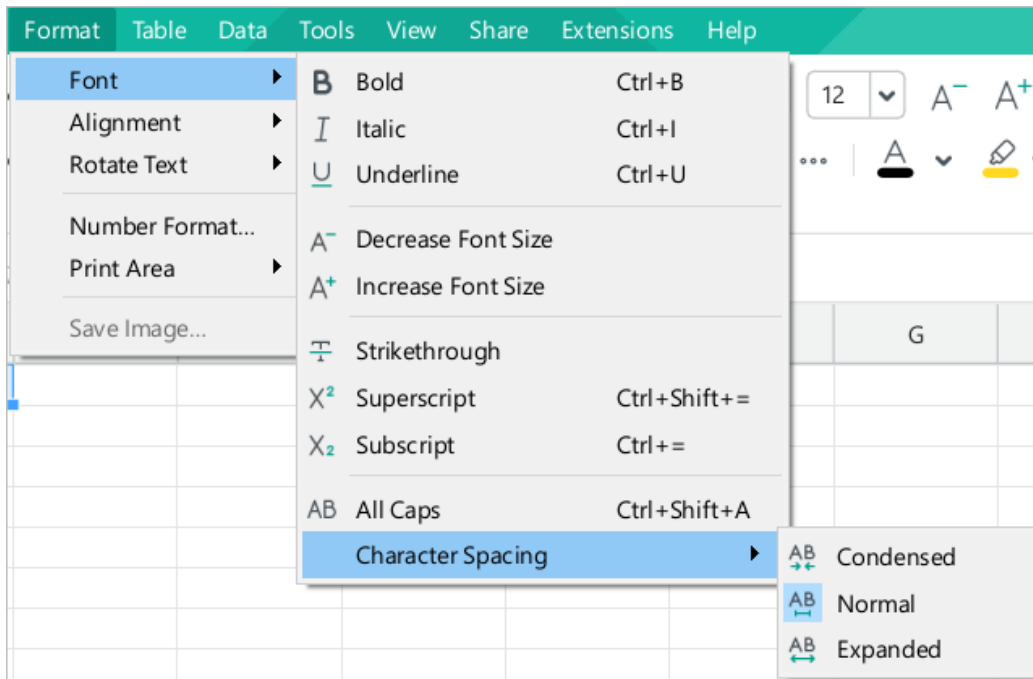 Format Table Data Tools View Share Extensions Help
Font
Alignment
Rotate Text
Number Format...
Print Area
Save Image...
B Bold Ctrl+B
I Italic Ctrl+I
U Underline Ctrl+U
A⁻ Decrease Font Size
A⁺ Increase Font Size
T Strikethrough
X² Superscript Ctrl+Shift+=
X₂ Subscript Ctrl+=
AB All Caps Ctrl+Shift+A
Character Spacing
AB Condensed
AB Normal
AB Expanded
12 A⁻ A⁺
A
G